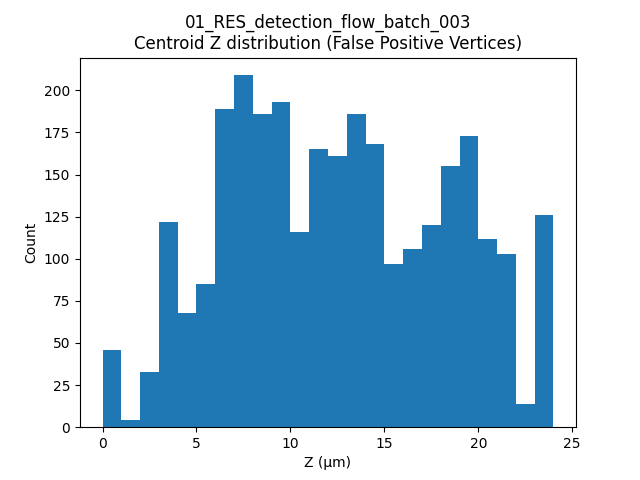 01_RES_detection_flow_batch_003
Centroid Z distribution (False Positive Vertices)
200
175
150
125
100
75
50
25
0
Count
0 5 10 15 20 25
Z (µm)